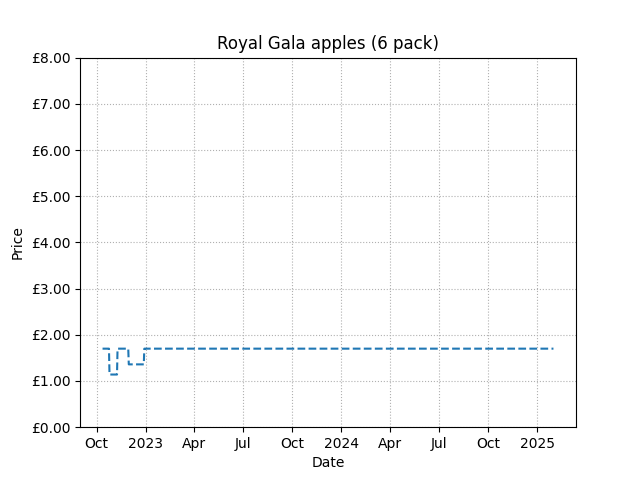 Royal Gala apples (6 pack)
£8.00
£7.00
£6.00
£5.00
£4.00
£3.00
£2.00
£1.00
£0.00
Price
Oct 2023 Apr Jul Oct 2024 Apr Jul Oct 2025
Date